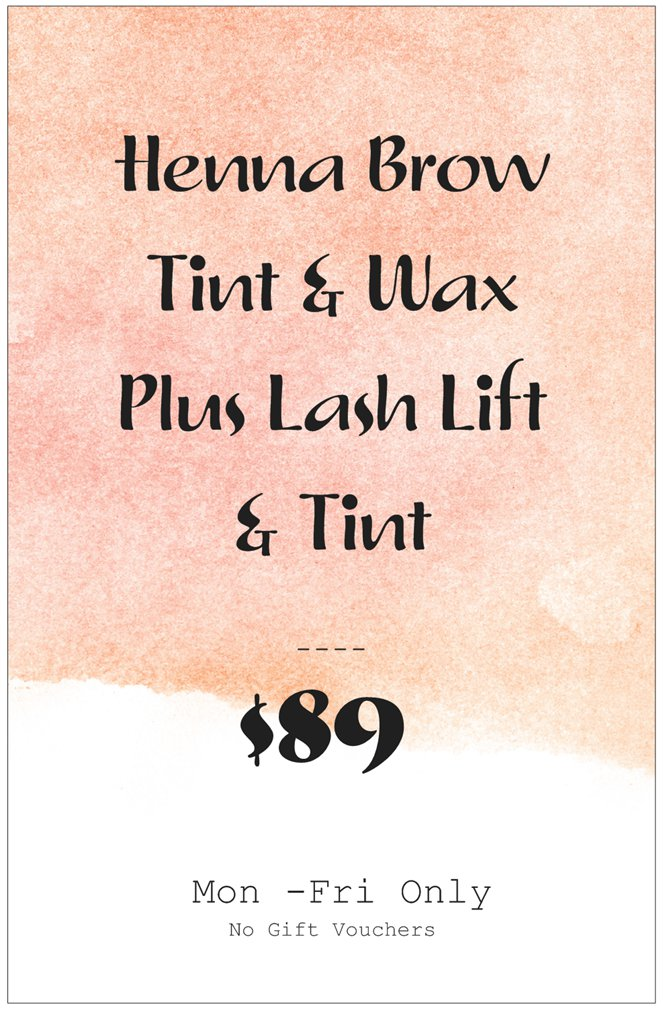 Henna Brow
Tint & Wax
Plus Lash Lift
& Tint
----
$89
Mon -Fri Only
No Gift Vouchers